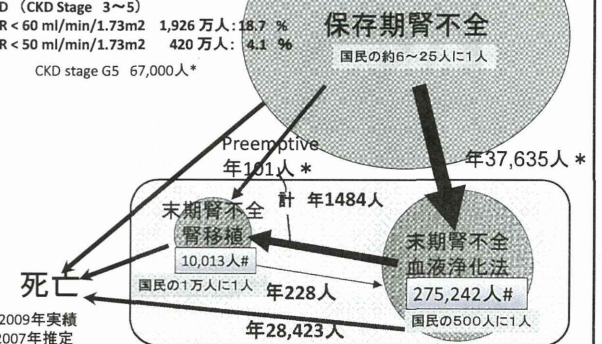 D (CKD Stage 3～5)
R < 60 ml/min/1.73m2 1,926 万人:18.7 %
R < 50 ml/min/1.73m2 420 万人: 4.1 %
CKD stage G5 67,000人*
保存期腎不全
国民の約6～25人に1人
Preemptive
年101人*
年37,635人*
計 年1484人
末期腎不全
腎移植
10,013人#
国民の1万人に1人
末期腎不全
血液浄化法
275,242人#
国民の500人に1人
年228人
死亡
年28,423人
2009年実績
2007年推定